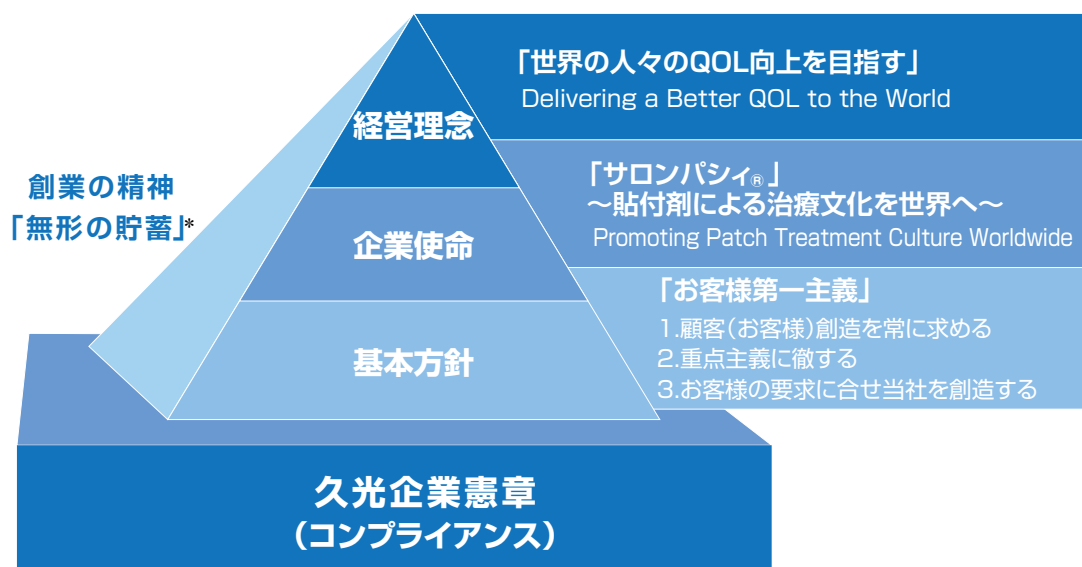 創業の精神
「無形の貯蓄」*
経営理念
「世界の人々のQOL向上を目指す」
Delivering a Better QOL to the World
企業使命
「サロンパシィ®」
～貼付剤による治療文化を世界へ～
Promoting Patch Treatment Culture Worldwide
基本方針
「お客様第一主義」
1.顧客(お客様)創造を常に求める
2.重点主義に徹する
3.お客様の要求に合せ当社を創造する
久光企業憲章
(コンプライアンス)